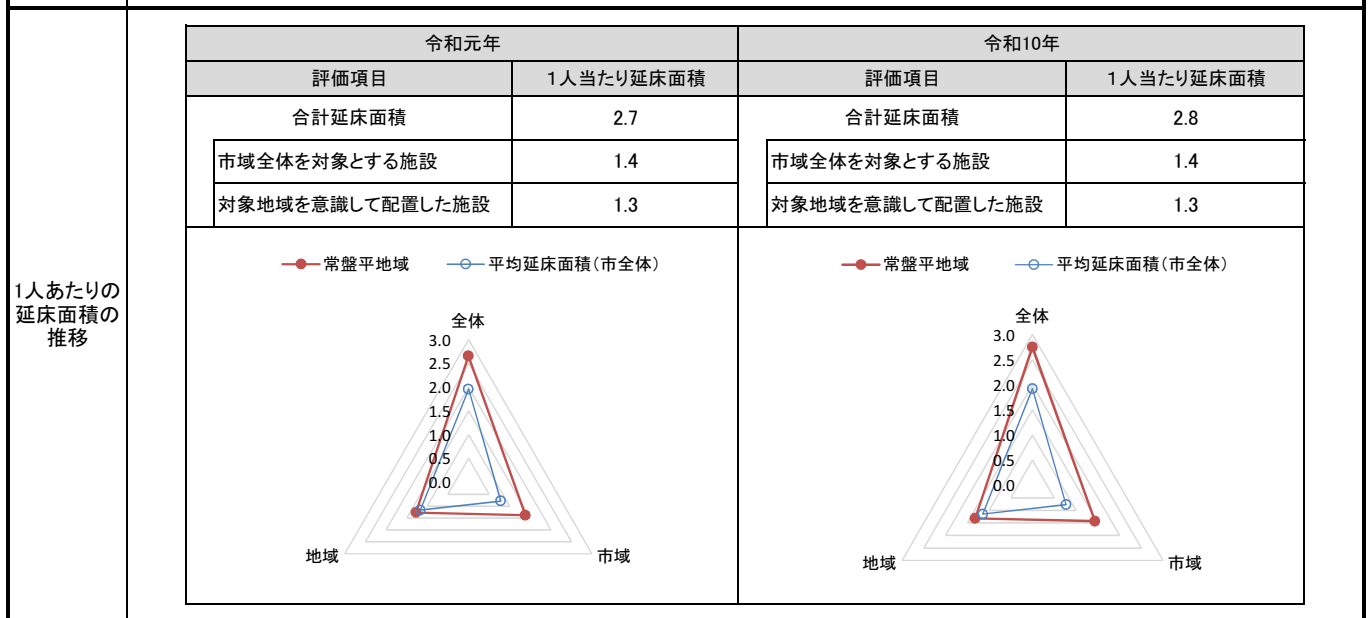 令和元年
令和10年
評価項目
1人当たり延床面積
評価項目
1人当たり延床面積
合計延床面積
2.7
合計延床面積
2.8
市域全体を対象とする施設
1.4
市域全体を対象とする施設
1.4
対象地域を意識して配置した施設
1.3
対象地域を意識して配置した施設
1.3
1人あたりの
延床面積の
推移
常盤平地域
平均延床面積(市全体)
全体
3.0
2.5
2.0
1.5
1.0
0.5
0.0
地域
市域
常盤平地域
平均延床面積(市全体)
全体
3.0
2.5
2.0
1.5
1.0
0.5
0.0
地域
市域